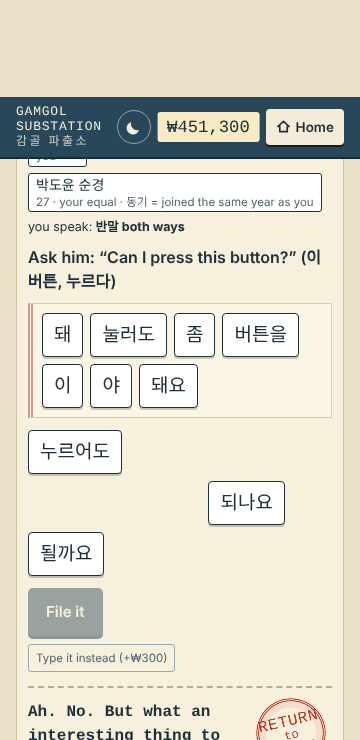 GAMGOL
SUBSTATION
감골 파출소
₩451,300
Home
you
박도윤 순경
27 · your equal · 동기 = joined the same year as you
you speak: 반말 both ways
Ask him: “Can I press this button?” (이
버튼, 누르다)
돼 눌러도 좀 버튼을
이 야 돼요
누르어도
되나요
될까요
File it
Type it instead (+₩300)
Ah. No. But what an
interesting thing to
RETURN
to